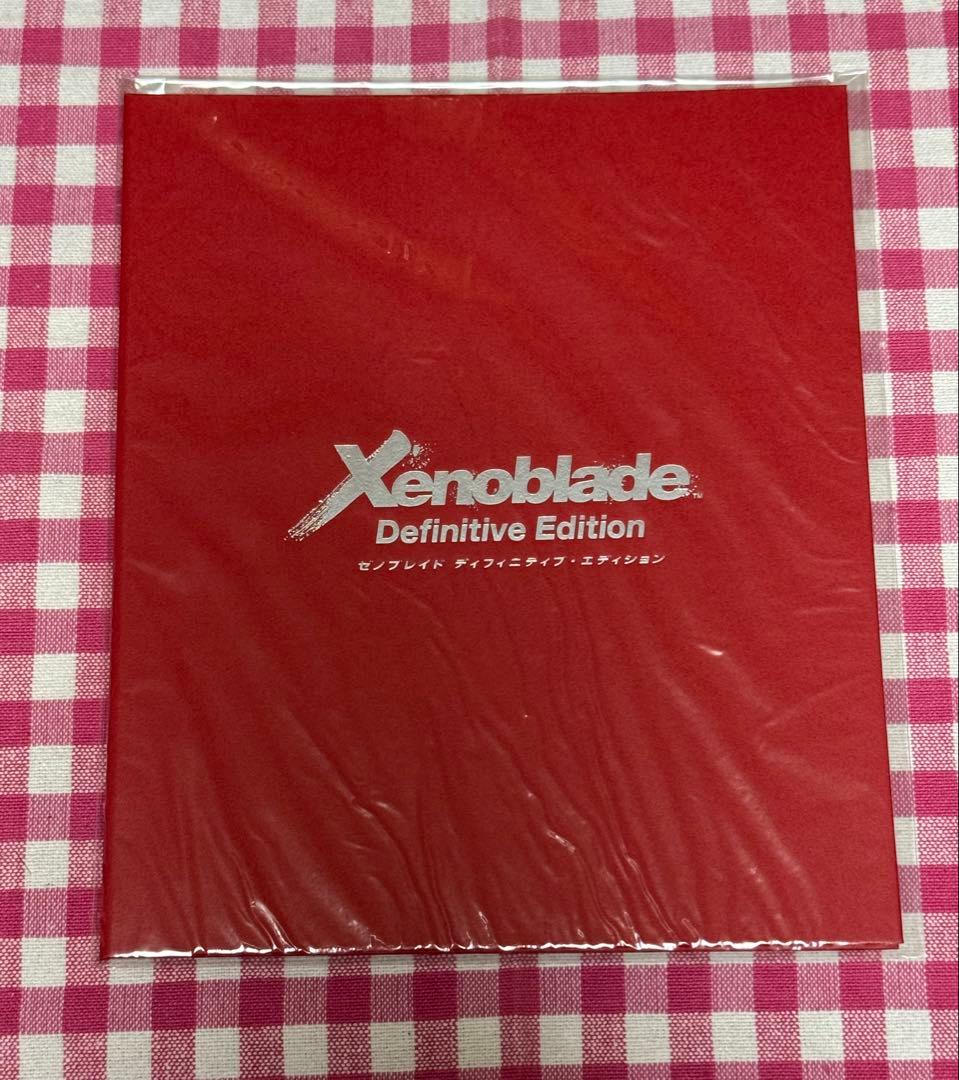 Xenoblade
Definitive Edition
ゼノブレイド ディフィニティブ・エディション